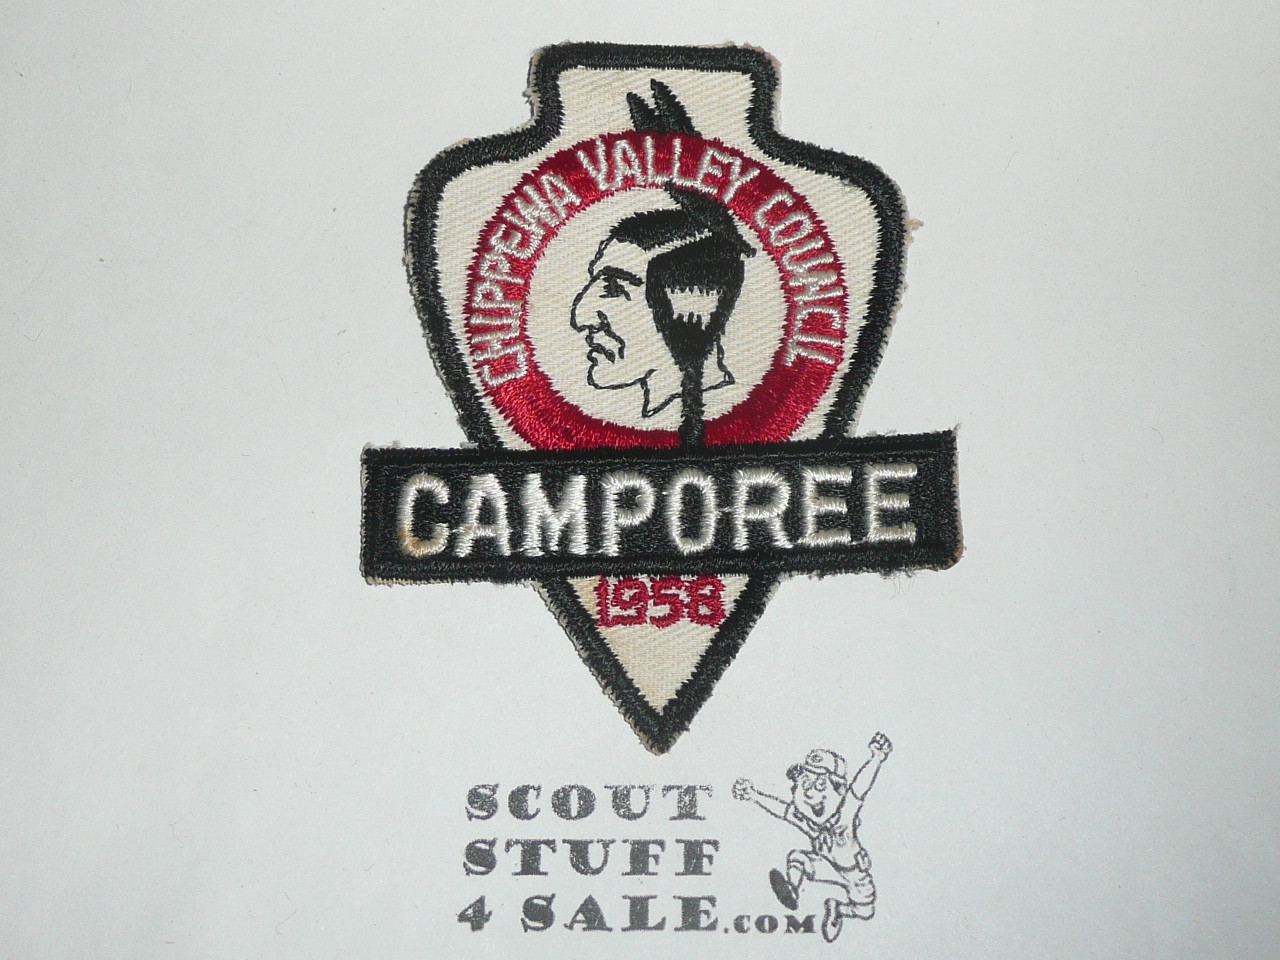 CHIPPEWA VALLEY COUNCIL
CAMPOREE
1958
SCOUT
STUFF
4 SALE.COM